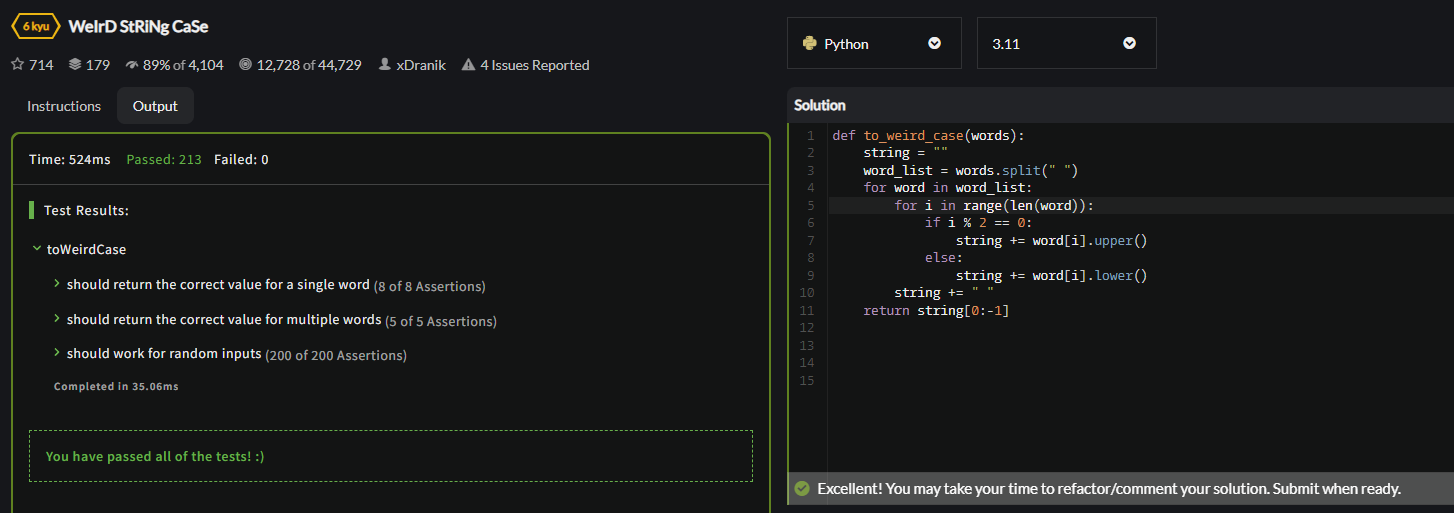 6 kyu WeIrD StRiNg CaSe
714 179 89% of 4,104 12,728 of 44,729 xDranik 4 Issues Reported
Instructions Output
Time: 524ms Passed: 213 Failed: 0
Test Results:
toWeirdCase
should return the correct value for a single word (8 of 8 Assertions)
should return the correct value for multiple words (5 of 5 Assertions)
should work for random inputs (200 of 200 Assertions)
Completed in 35.06ms
You have passed all of the tests! :)
Python 3.11
Solution
1 def to_weird_case(words):
2     string = ""
3     word_list = words.split(" ")
4     for word in word_list:
5         for i in range(len(word)):
6             if i % 2 == 0:
7                 string += word[i].upper()
8             else:
9                 string += word[i].lower()
10         string += " "
11     return string[0:-1]
12
13
14
15
Excellent! You may take your time to refactor/comment your solution. Submit when ready.